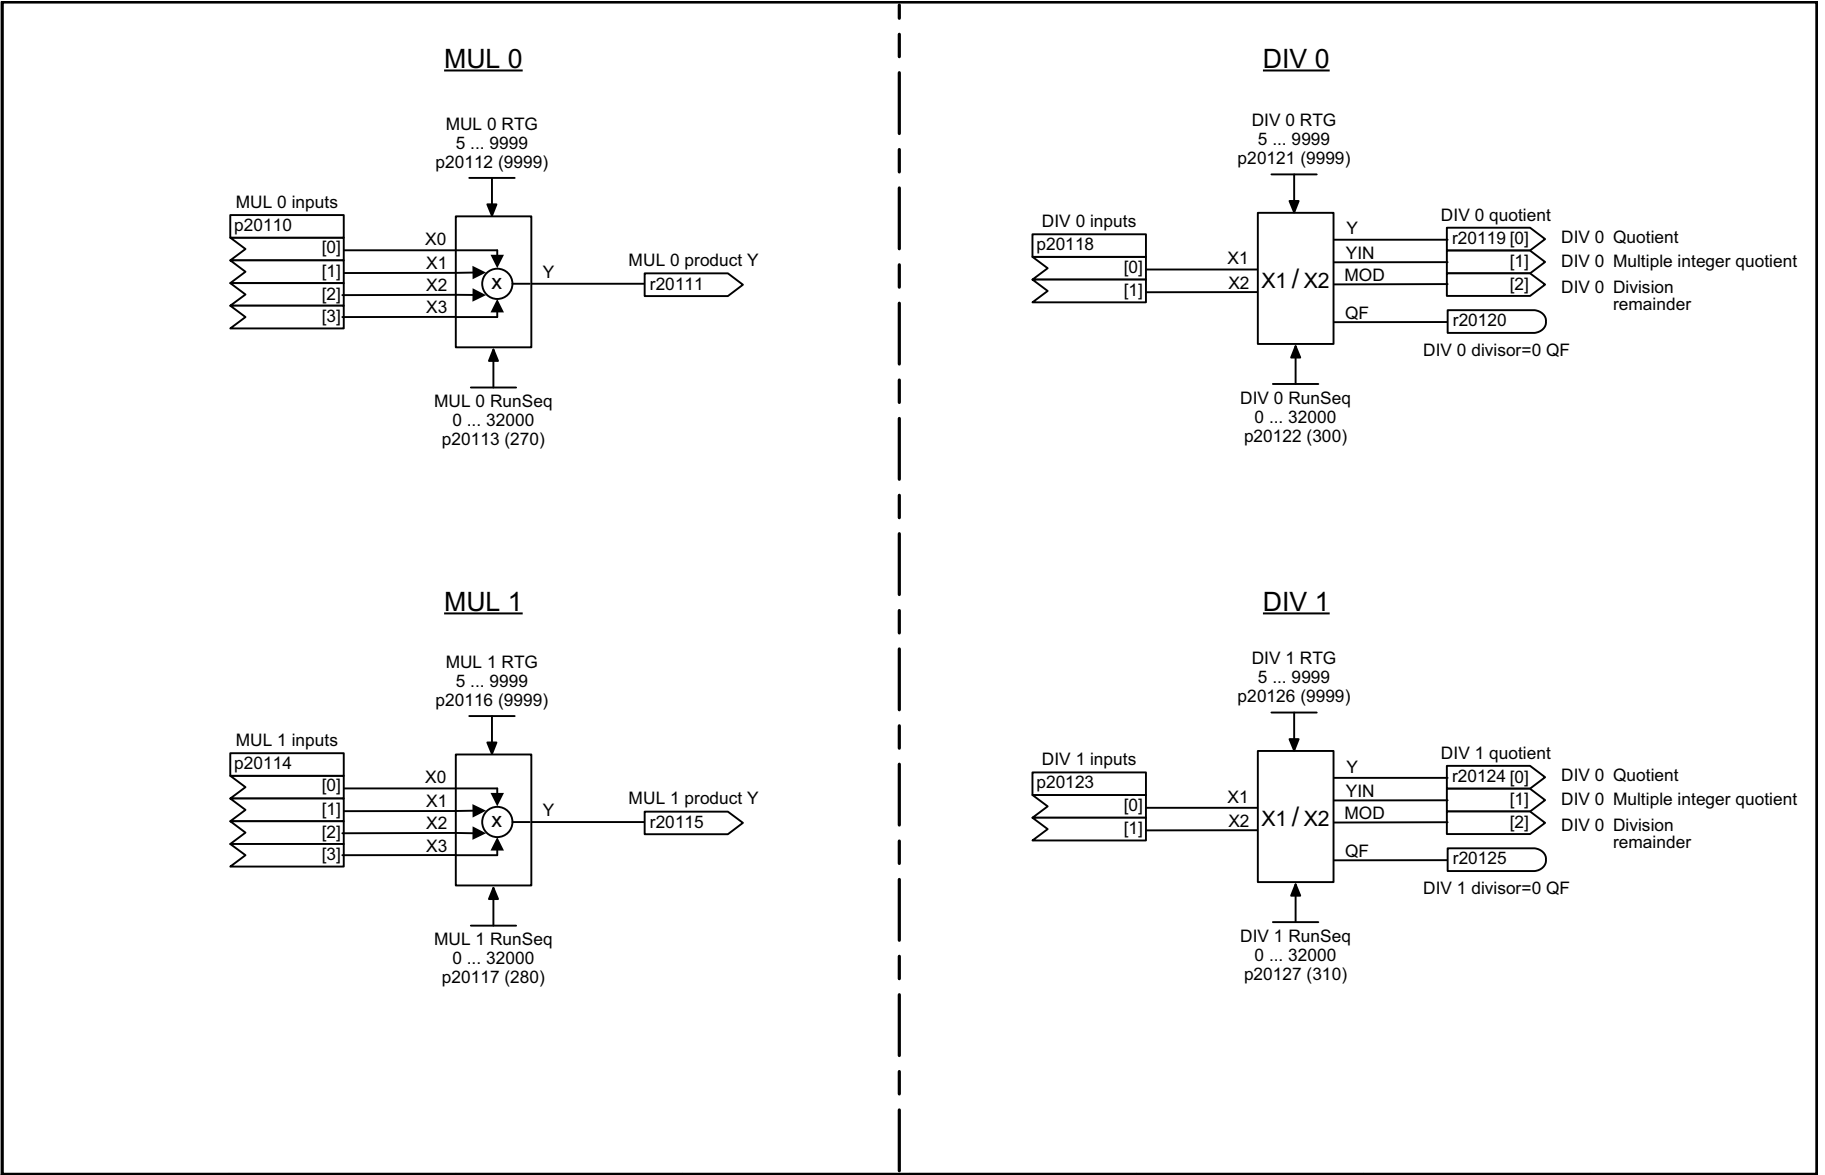 MUL 0
MUL 0 RTG
5 ... 9999
p20112 (9999)
MUL 0 inputs
p20110
[0]
[1]
[2]
[3]
X0
X1
X2
X3
X
Y
MUL 0 product Y
r20111
MUL 0 RunSeq
0 ... 32000
p20113 (270)
DIV 0
DIV 0 RTG
5 ... 9999
p20121 (9999)
DIV 0 inputs
p20118
[0]
[1]
X1
X2
X1 / X2
Y
YIN
MOD
QF
DIV 0 quotient
r20119 [0]
[1]
[2]
DIV 0 Quotient
DIV 0 Multiple integer quotient
DIV 0 Division
remainder
r20120
DIV 0 divisor=0 QF
DIV 0 RunSeq
0 ... 32000
p20122 (300)
MUL 1
MUL 1 RTG
5 ... 9999
p20116 (9999)
MUL 1 inputs
p20114
[0]
[1]
[2]
[3]
X0
X1
X2
X3
X
Y
MUL 1 product Y
r20115
MUL 1 RunSeq
0 ... 32000
p20117 (280)
DIV 1
DIV 1 RTG
5 ... 9999
p20126 (9999)
DIV 1 inputs
p20123
[0]
[1]
X1
X2
X1 / X2
Y
YIN
MOD
QF
DIV 1 quotient
r20124 [0]
[1]
[2]
DIV 0 Quotient
DIV 0 Multiple integer quotient
DIV 0 Division
remainder
r20125
DIV 1 divisor=0 QF
DIV 1 RunSeq
0 ... 32000
p20127 (310)